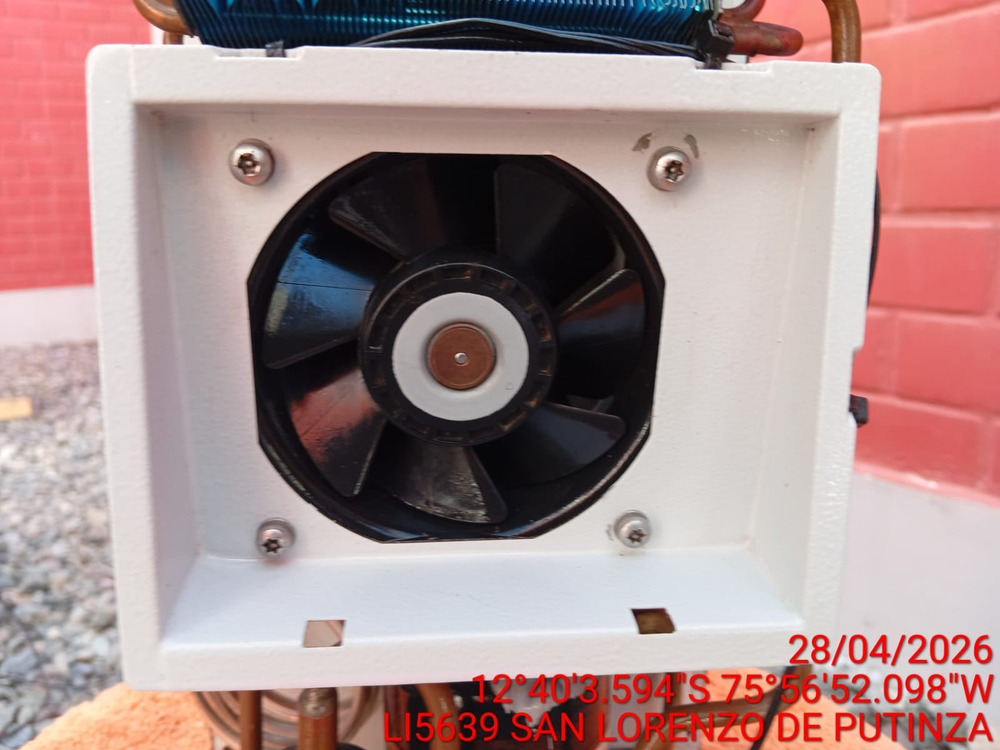 28/04/2026
12°40'3.594"S 75°56'52.098"W
LI5639 SAN LORENZO DE PUTINZA